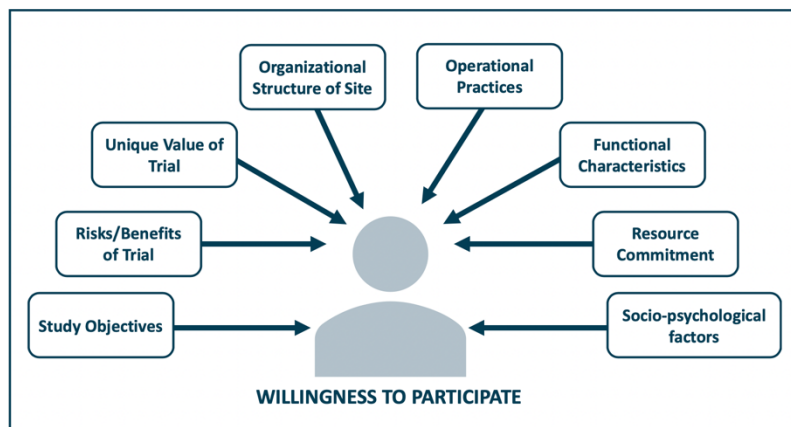 Organizational
Structure of Site
Operational
Practices
Unique Value of
Trial
Functional
Characteristics
Risks/Benefits
of Trial
Resource
Commitment
Study Objectives
Socio-psychological
factors
WILLINGNESS TO PARTICIPATE